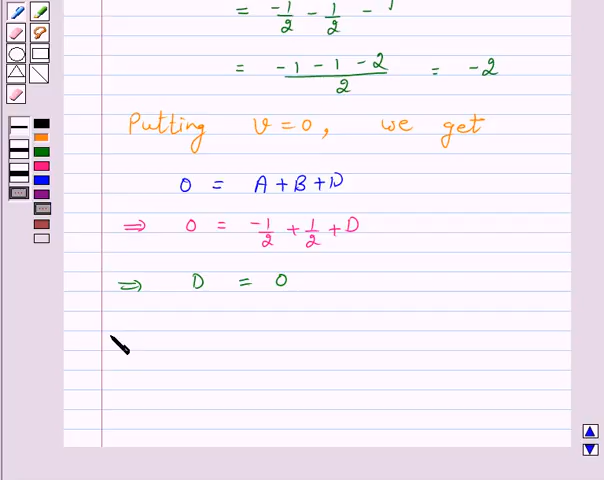 = -1/2 - 1/2 - 1
= (-1 - 1 - 2)/2 = -2
Putting v = 0, we get
0 = A + B + D
⇒ 0 = -1/2 + 1/2 + D
⇒ D = 0